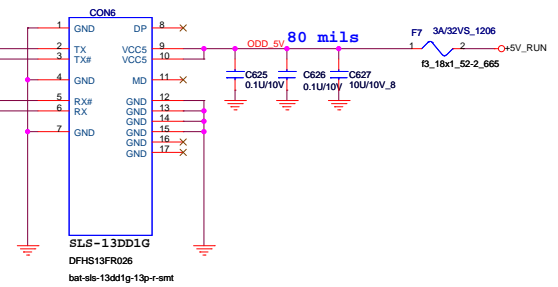 CON6
1 GND DP 8
2 TX VCC5 9
3 TX# VCC5 10
4 GND MD 11
5 RX# GND 12
6 RX GND 13
GND 14
7 GND GND 15
GND 16
GND 17
ODD_5V
80 mils
C625
0.1U/10V
C626
0.1U/10V
C627
10U/10V_8
F7 3A/32VS_1206
1 2 +5V_RUN
f3_18x1_52-2_665
SLS-13DD1G
DFHS13FR026
bat-sls-13dd1g-13p-r-smt